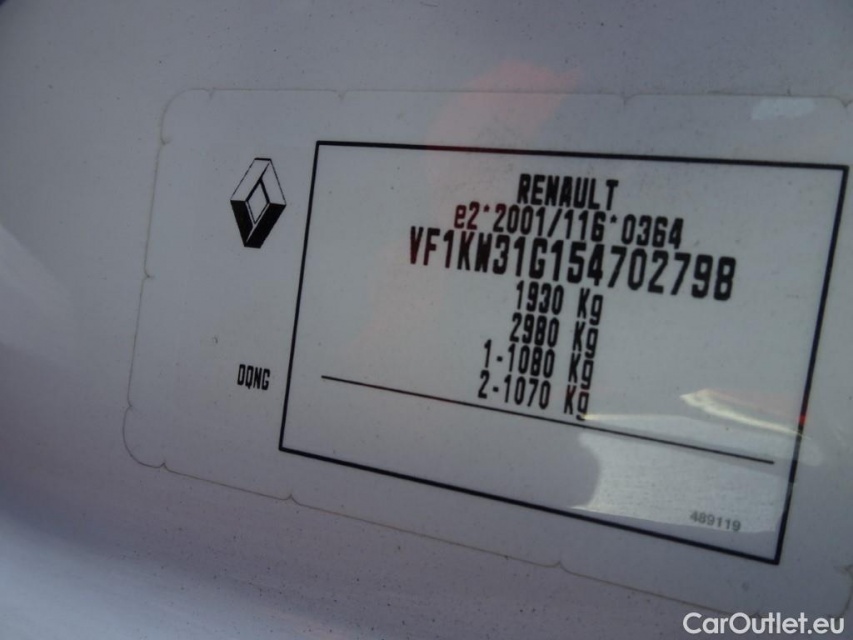 RENAULT
e2*2001/116*0364
VF1KW31G154702798
1930 Kg
2980 Kg
1-1080 Kg
2-1070 Kg
DQNG
489119
CarOutlet.eu